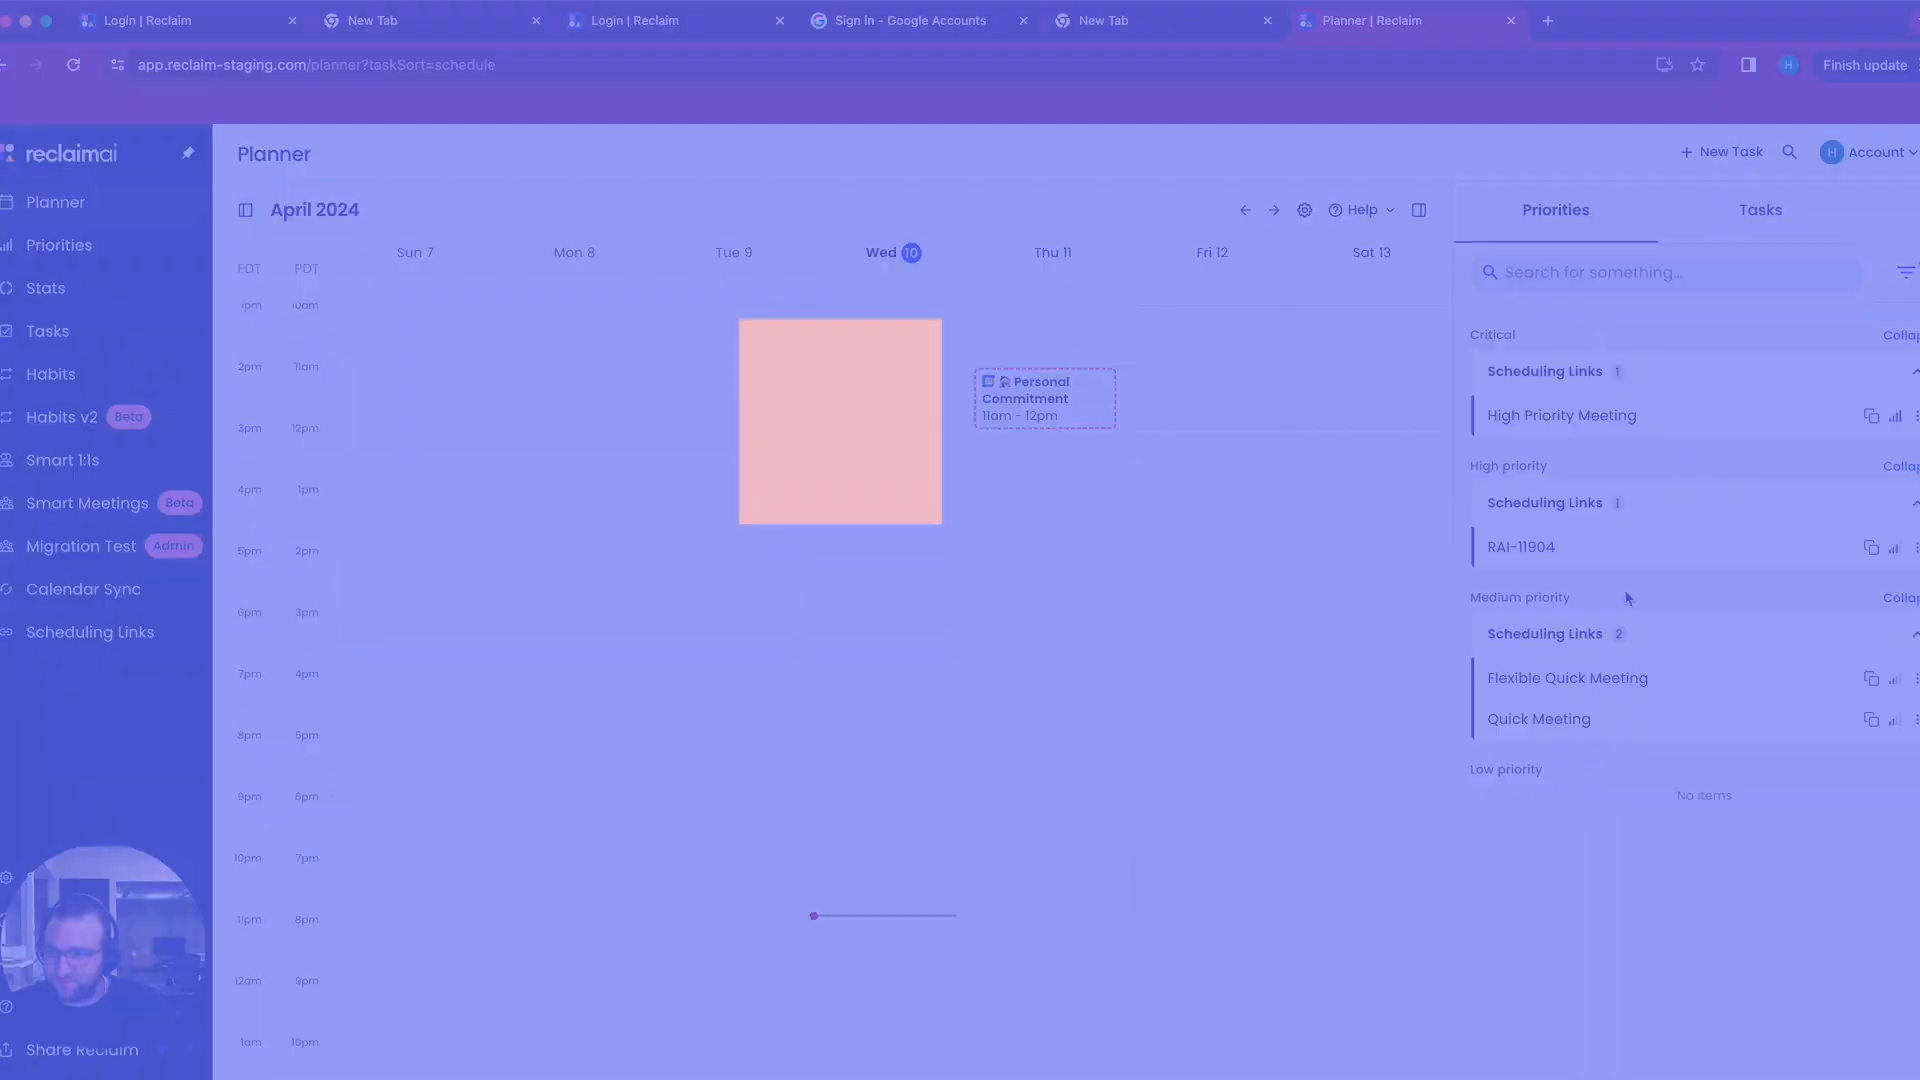 Login | Reclaim
New Tab
Login | Reclaim
Sign in - Google Accounts
New Tab
Planner | Reclaim
app.reclaim-staging.com/planner?taskSort=schedule
H
Finish update
reclaimai
Planner
Priorities
Stats
Tasks
Habits
Habits v2 Beta
Smart 1:1s
Smart Meetings Beta
Migration Test Admin
Calendar Sync
Scheduling Links
Share Reclaim
Planner
+ New Task
H Account
April 2024
Help
Sun 7
Mon 8
Tue 9
Wed 10
Thu 11
Fri 12
Sat 13
EDT PDT
1pm 10am
2pm 11am
3pm 12pm
4pm 1pm
5pm 2pm
6pm 3pm
7pm 4pm
8pm 5pm
9pm 6pm
10pm 7pm
11pm 8pm
12am 9pm
1am 10pm
Personal
Commitment
11am - 12pm
Priorities
Tasks
Search for something...
Critical
Scheduling Links 1
High Priority Meeting
High priority
Scheduling Links 1
RAI-11904
Medium priority
Scheduling Links 2
Flexible Quick Meeting
Quick Meeting
Low priority
No items